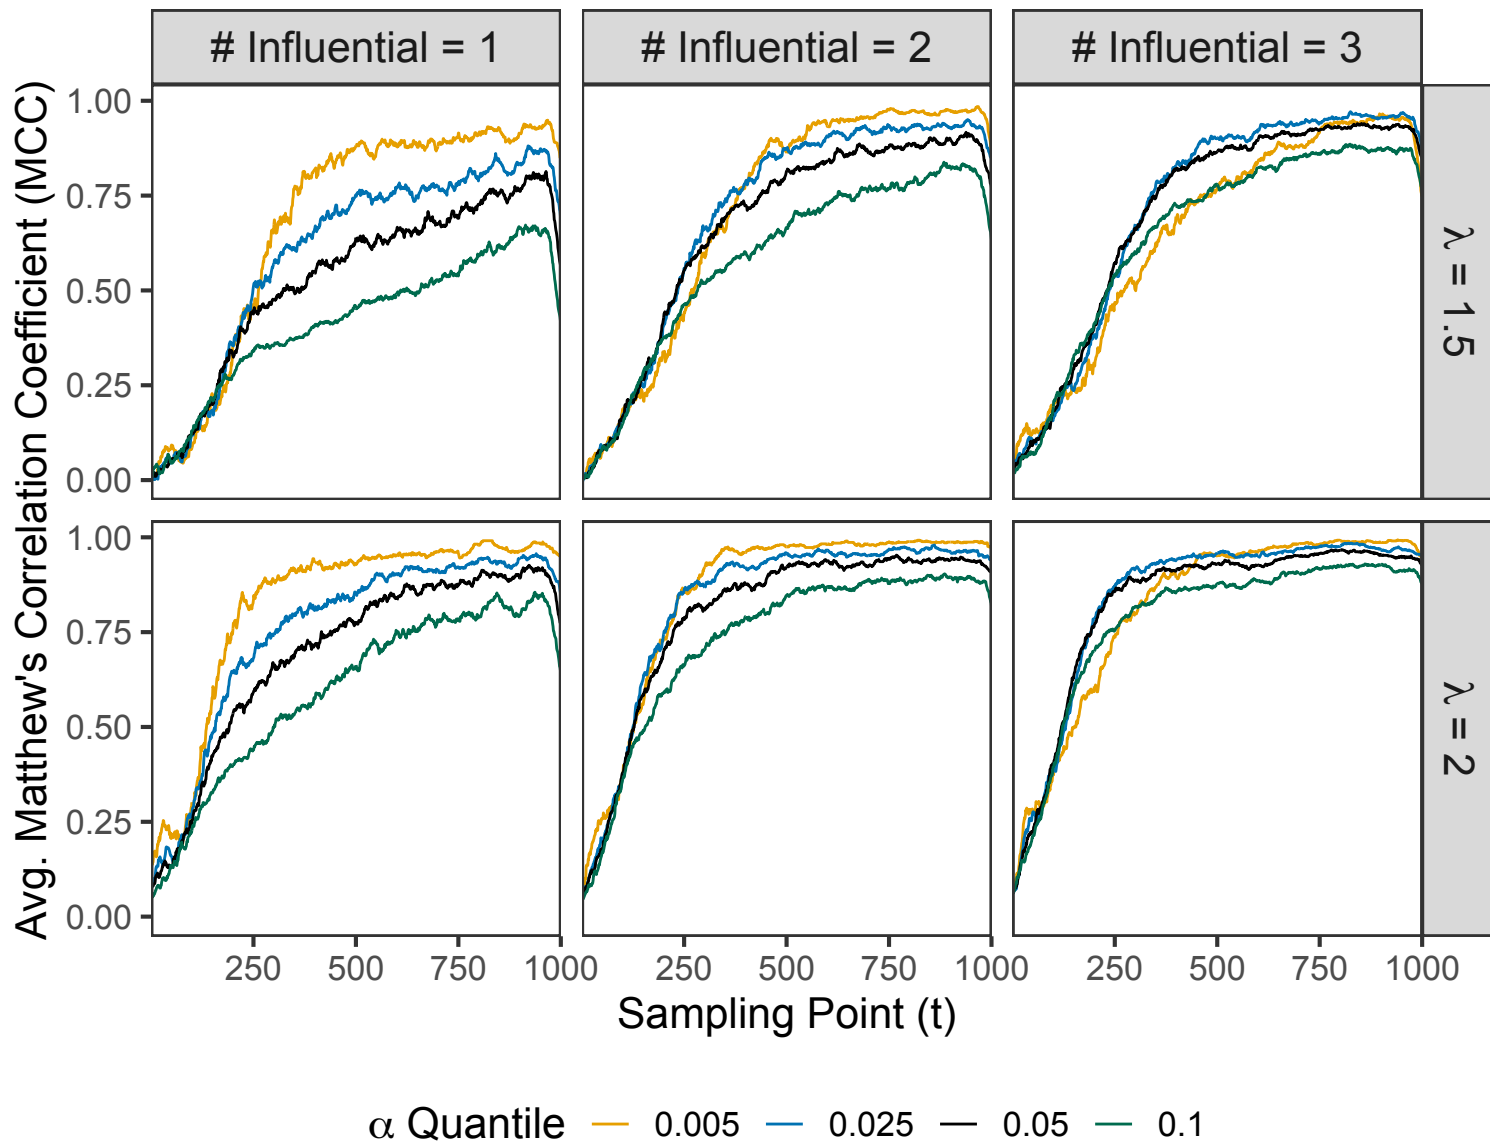 # Influential = 1
# Influential = 2
# Influential = 3
Avg. Matthew's Correlation Coefficient (MCC)
1.00
0.75
0.50
0.25
0.00
λ = 1.5
1.00
0.75
0.50
0.25
0.00
λ = 2
250 500 750 1000 250 500 750 1000 250 500 750 1000
Sampling Point (t)
α Quantile 0.005 0.025 0.05 0.1